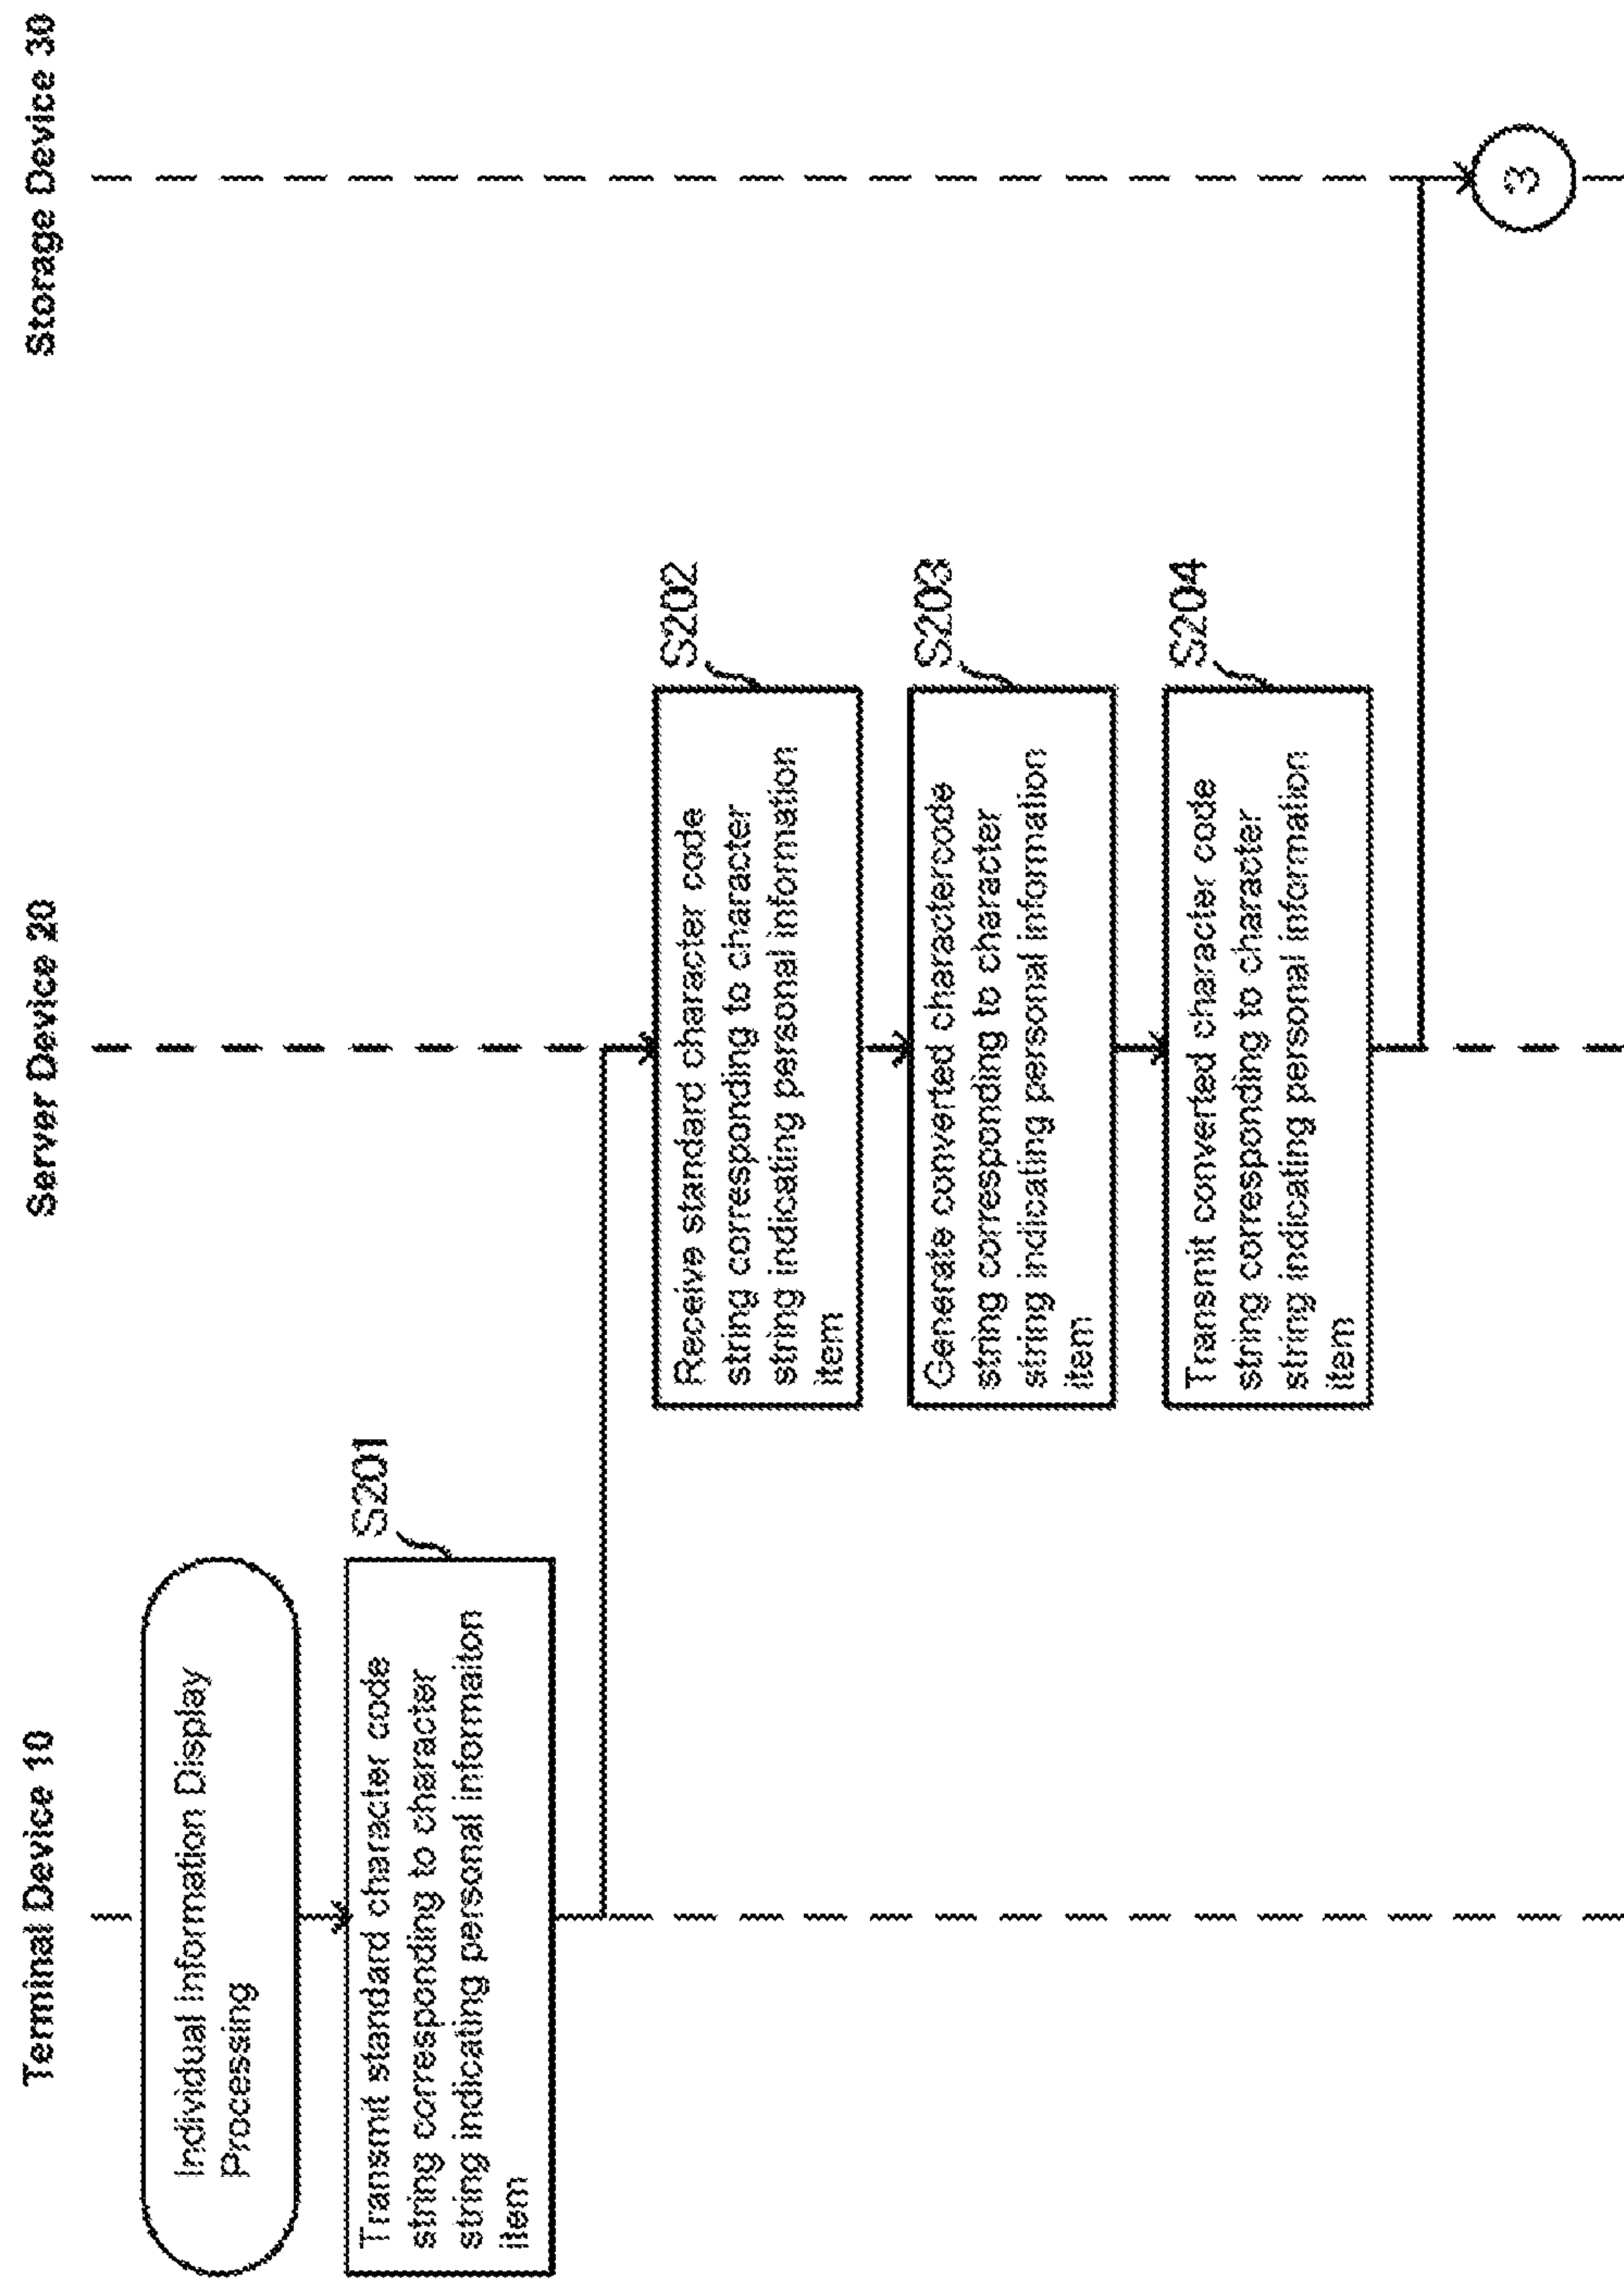 Terminal Device 10
Server Device 20
Storage Device 30
Individual Information Display
Processing
S201
Transmit standard character code
string corresponding to character
string indicating personal informaiton
item
S202
Receive standard character code
string corresponding to character
string indicating personal information
item
S203
Generate converted charactercode
string corresponding to character
string indicating personal information
item
S204
Transmit converted character code
string corresponding to character
string indicating personal information
item
3